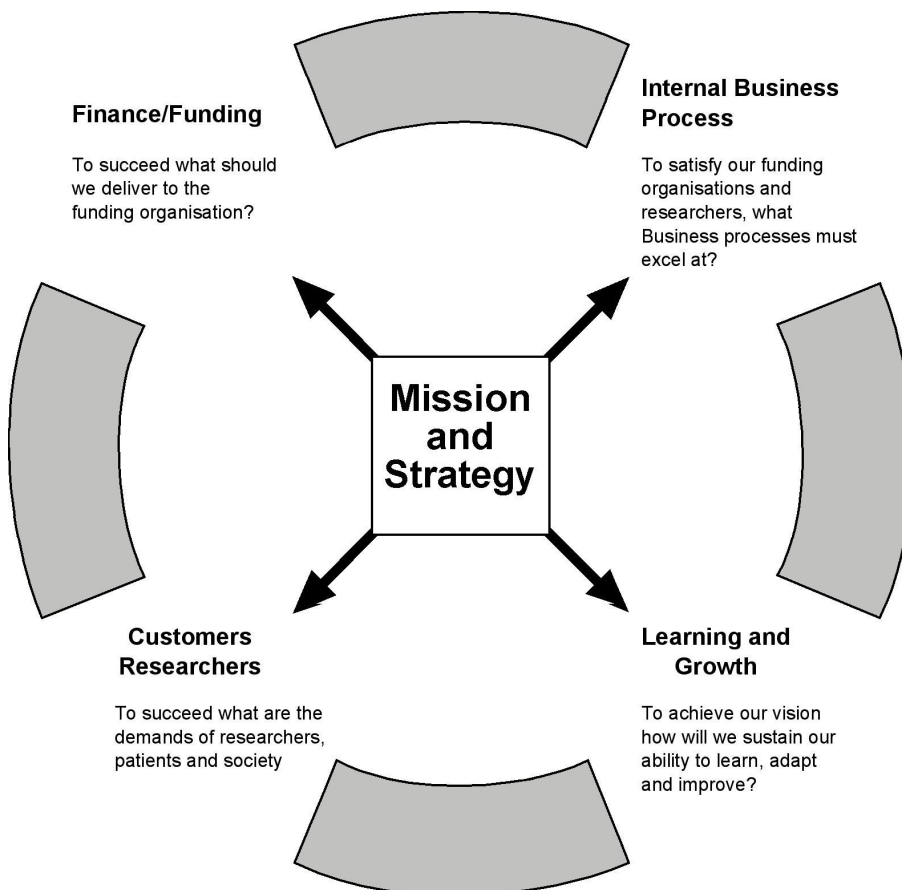 Finance/Funding
To succeed what should
we deliver to the
funding organisation?
Internal Business
Process
To satisfy our funding
organisations and
researchers, what
Business processes must
excel at?
Mission
and
Strategy
Customers
Researchers
To succeed what are the
demands of researchers,
patients and society
Learning and
Growth
To achieve our vision
how will we sustain our
ability to learn, adapt
and improve?